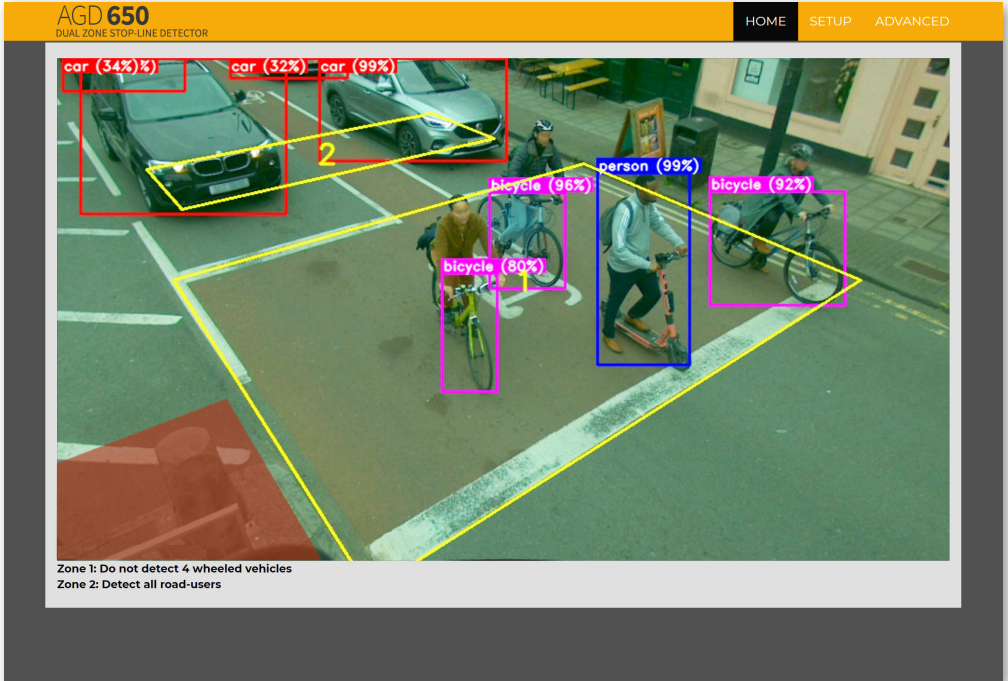 AGD 650
DUAL ZONE STOP-LINE DETECTOR
HOME
SETUP
ADVANCED
car (34%)%)
car (32%)
car (99%)
2
person (99%)
bicycle (96%)
bicycle (92%)
bicycle (80%)
1
Zone 1: Do not detect 4 wheeled vehicles
Zone 2: Detect all road-users